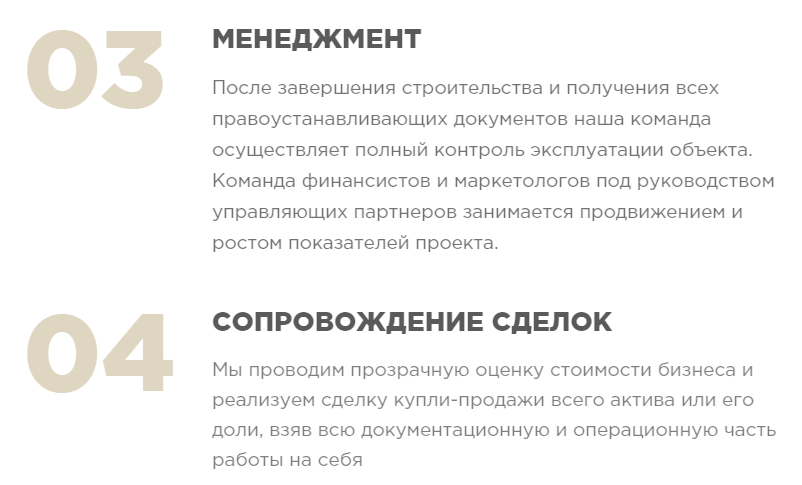 03
МЕНЕДЖМЕНТ
После завершения строительства и получения всех
правоустанавливающих документов наша команда
осуществляет полный контроль эксплуатации объекта.
Команда финансистов и маркетологов под руководством
управляющих партнеров занимается продвижением и
ростом показателей проекта.
04
СОПРОВОЖДЕНИЕ СДЕЛОК
Мы проводим прозрачную оценку стоимости бизнеса и
реализуем сделку купли-продажи всего актива или его
доли, взяв всю документационную и операционную часть
работы на себя